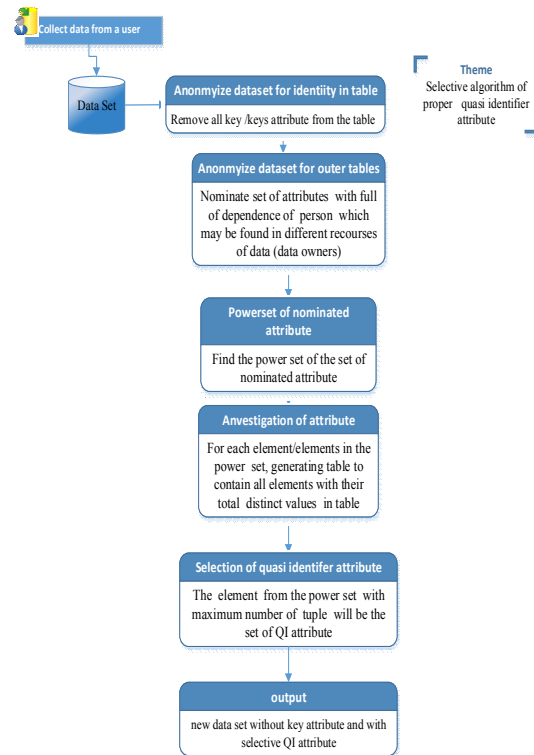 Collect data from a user
Data Set
Anonmyize dataset for identiity in table
Remove all key /keys attribute from the table
Theme
Selective algorithm of
proper quasi identifier
attribute
Anonmyize dataset for outer tables
Nominate set of attributes with full
of dependence of person which
may be found in different recourses
of data (data owners)
Powerset of nominated
attribute
Find the power set of the set of
nominated attribute
Anvestigation of attribute
For each element/elements in the
power set, generating table to
contain all elements with their
total distinct values in table
Selection of quasi identifer attribute
The element from the power set with
maximum number of tuple will be the
set of QI attribute
output
new data set without key attribute and with
selective QI attribute